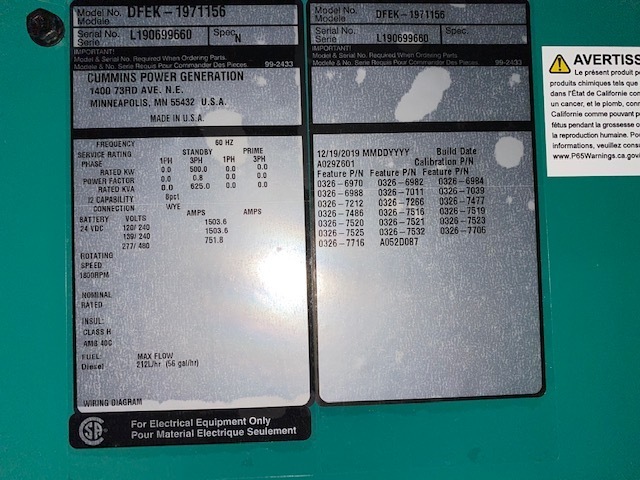 Model No. DFEK-1971156
Modele
Serial No. L190699660 Spec. N
Serie
IMPORTANT!
Model & Serial No. Required When Ordering Parts.
Modele & No. Serie Requis Pour Commander Des Pieces. 99-2433
CUMMINS POWER GENERATION
1400 73RD AVE. N.E.
MINNEAPOLIS, MN 55432 U.S.A.
MADE IN U.S.A.
FREQUENCY 60 HZ
SERVICE RATING STANDBY PRIME
PHASE 1PH 3PH 1PH 3PH
RATED KW 0.0 500.0 0.0 0.0
POWER FACTOR 0.0 0.8 0.0 0.0
RATED KVA 0.0 625.0 0.0 0.0
I2 CAPABILITY 8pct
CONNECTION WYE
BATTERY VOLTS AMPS AMPS
24 VDC 120/240 1503.6
139/240 1503.6
277/480 751.8
ROTATING
SPEED
1800RPM
NOMINAL
RATED
INSUL:
CLASS H
AMB 40C
FUEL: MAX FLOW
Diesel 212L/hr (56 gal/hr)
WIRING DIAGRAM
For Electrical Equipment Only
Pour Material Electrique Seulement
Model No. DFEK-1971156
Modele
Serial No. L190699660 Spec.
Serie
IMPORTANT!
Model & Serial No. Required When Ordering Parts.
Modele & No. Serie Requis Pour Commander Des Pieces. 99-2433
12/19/2019 MMDDYYYY Build Date
A029Z601 Calibration P/N
Feature P/N Feature P/N Feature P/N
0326-6970 0326-6982 0326-6984
0326-6988 0326-7011 0326-7039
0326-7212 0326-7266 0326-7477
0326-7486 0326-7516 0326-7519
0326-7520 0326-7521 0326-7523
0326-7525 0326-7532 0326-7706
0326-7716 A052D087
AVERTISS
Le présent produit p
produits chimiques tels que
dans l'État de Californie com
un cancer, et le plomb, conn
Californie comme pouvant p
fétus pendant la grossesse o
la reproduction humaine. Po
informations, veuillez consu
www.P65Warnings.ca.gov